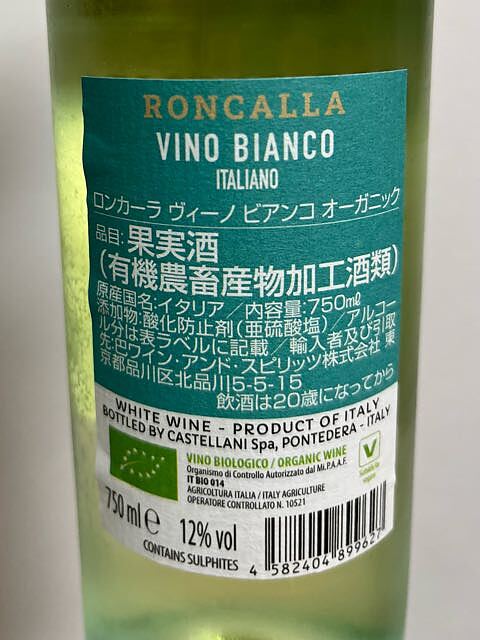 RONCALLA
VINO BIANCO
ITALIANO
ロンカーラ ヴィーノ ビアンコ オーガニック
品目:果実酒
(有機農畜産物加工酒類)
原産国名:イタリア/内容量:750mℓ
添加物:酸化防止剤(亜硫酸塩)/アルコー
ル分は表ラベルに記載/輸入者及び引取
先:巴ワイン・アンド・スピリッツ株式会社 東
京都品川区北品川5-5-15
飲酒は20歳になってから
WHITE WINE - PRODUCT OF ITALY
BOTTLED BY CASTELLANI Spa, PONTEDERA - ITALY
VINO BIOLOGICO / ORGANIC WINE
Organismo di Controllo Autorizzato dal Mi.P.A.A.F.
IT BIO 014
AGRICOLTURA ITALIA / ITALY AGRICULTURE
OPERATORE CONTROLLATO N. 10521
V
Suitable for vegans
750 ml e 12% vol
CONTAINS SULPHITES
4 582404 899627